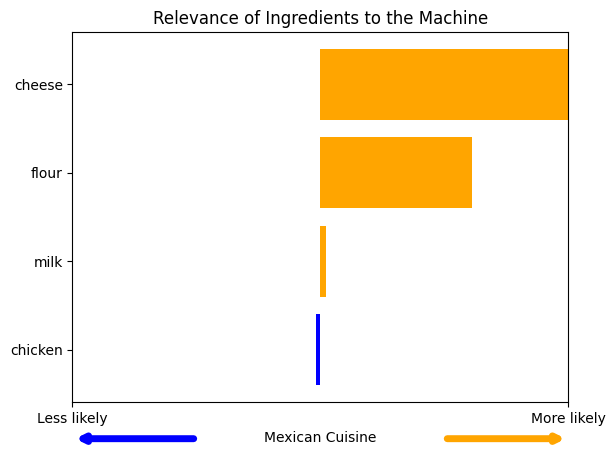 Relevance of Ingredients to the Machine
cheese
flour
milk
chicken
Less likely
More likely
Mexican Cuisine